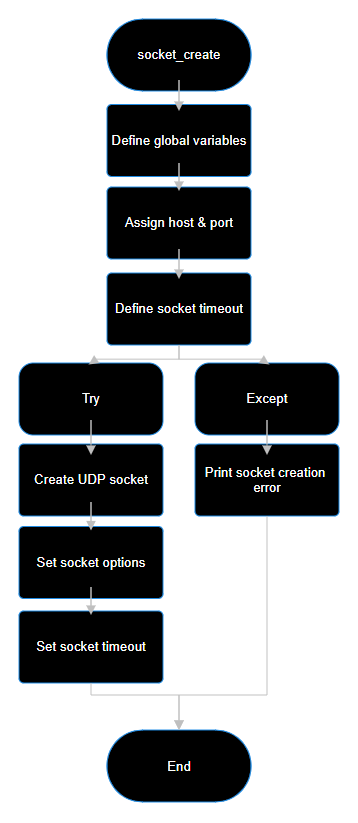 socket_create
Define global variables
Assign host & port
Define socket timeout
Try
Except
Create UDP socket
Print socket creation
error
Set socket options
Set socket timeout
End